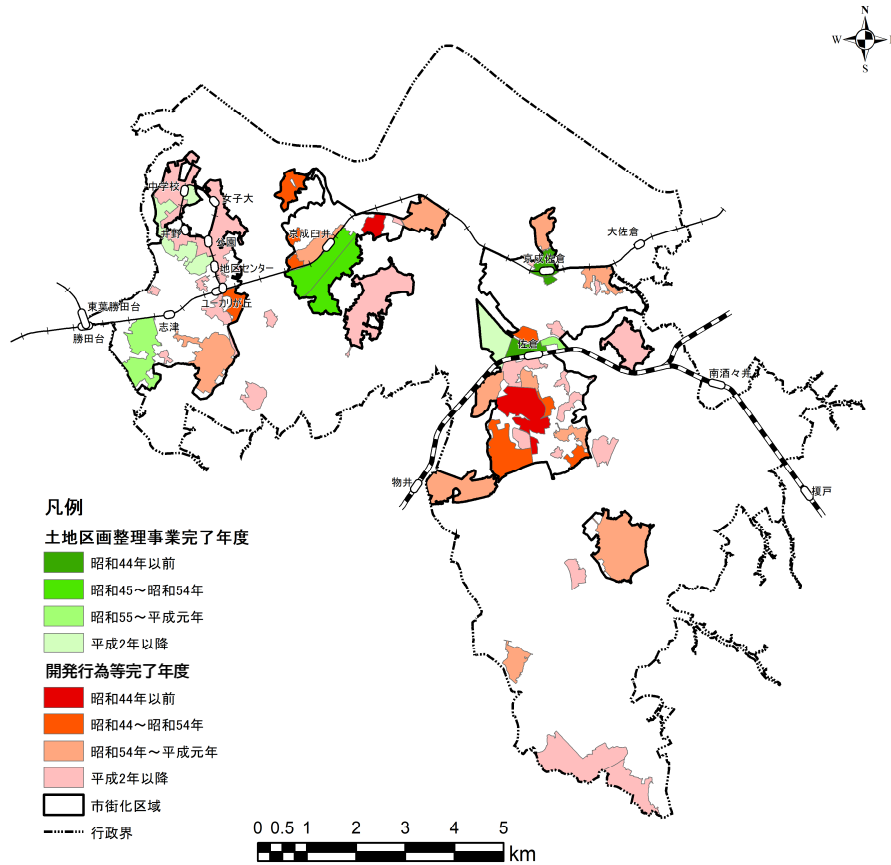 N
W
S
中学校
女子大
井野
公園
地区センター
ユーカリが丘
東葉勝田台
勝田台
志津
京成臼井
京成佐倉
大佐倉
佐倉
南酒々井
物井
榎戸
凡例
土地区画整理事業完了年度
昭和44年以前
昭和45～昭和54年
昭和55～平成元年
平成2年以降
開発行為等完了年度
昭和44年以前
昭和44～昭和54年
昭和54年～平成元年
平成2年以降
市街化区域
行政界
0 0.5 1 2 3 4 5
km